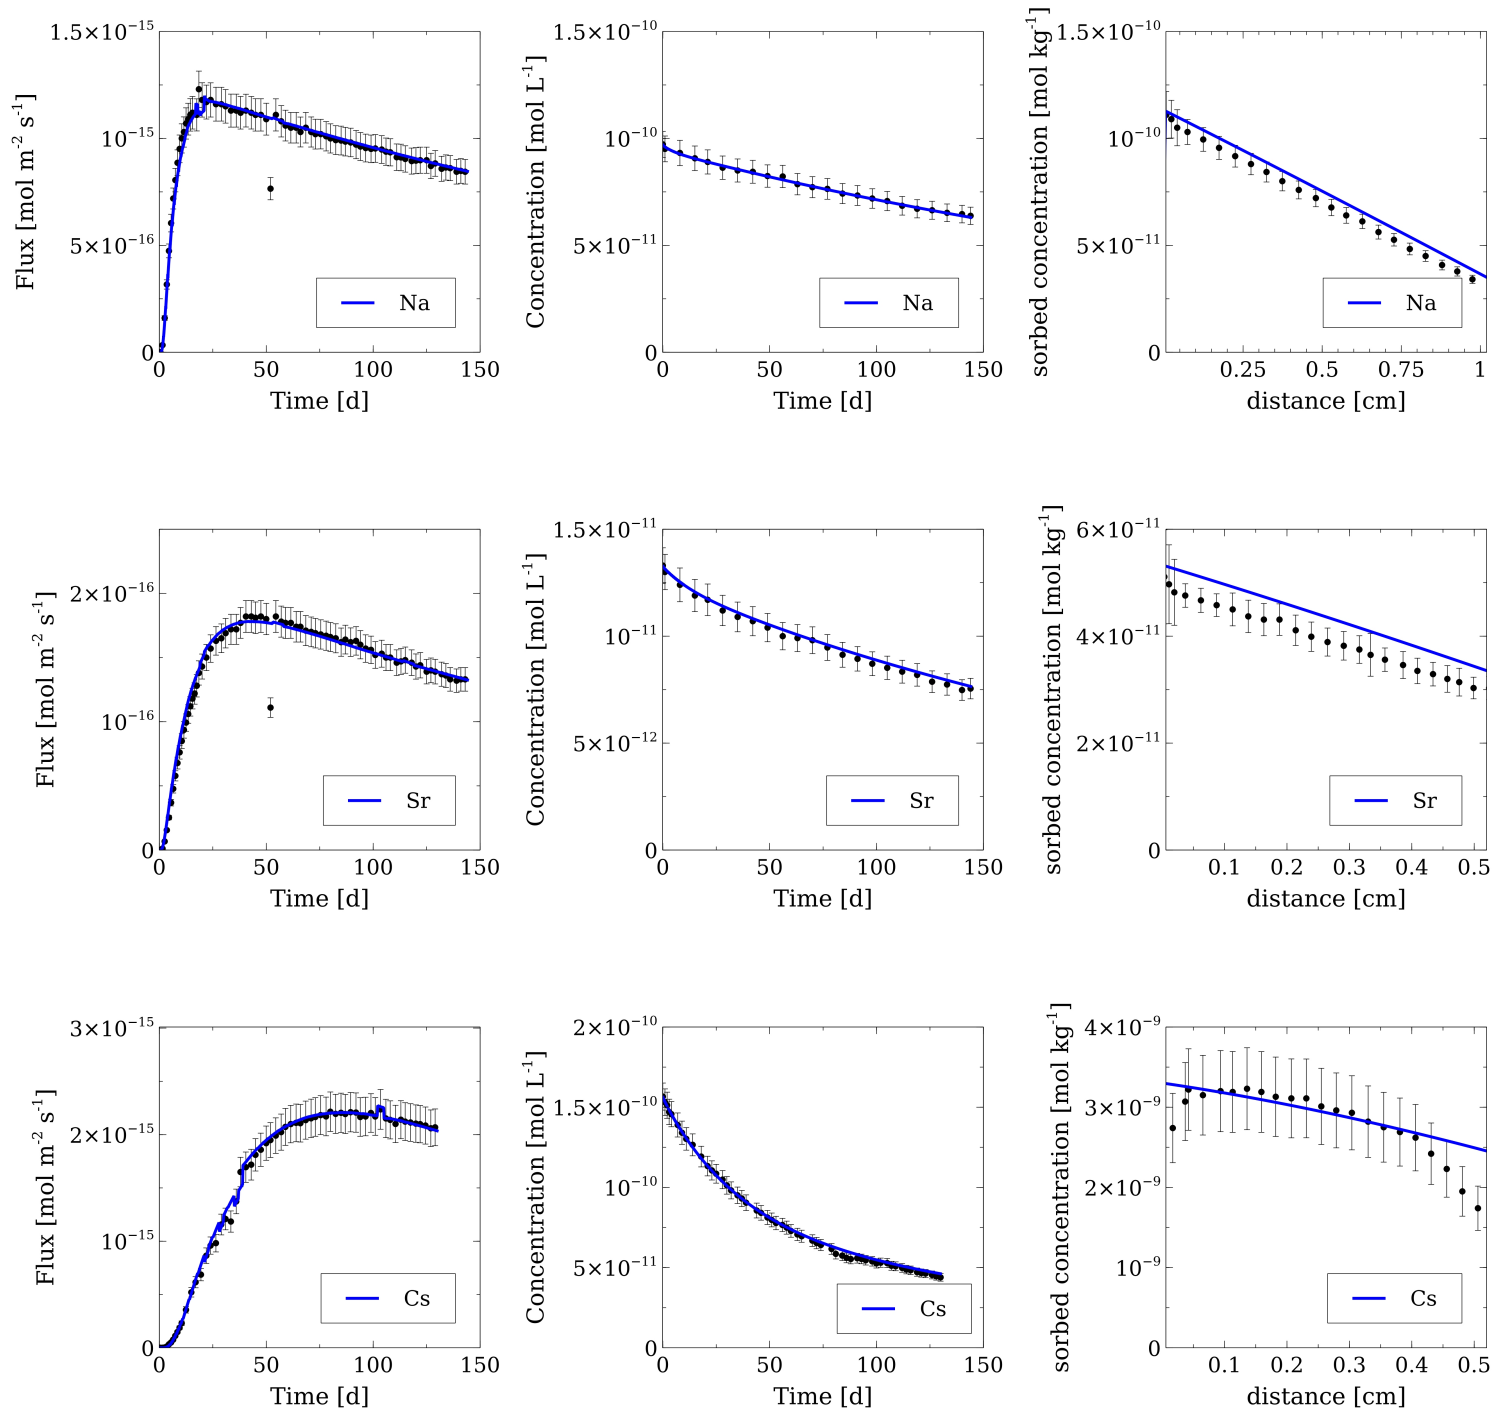 1.5×10⁻¹⁵
10⁻¹⁵
5×10⁻¹⁶
0
0 50 100 150
Flux [mol m⁻² s⁻¹]
Time [d]
Na
1.5×10⁻¹⁰
10⁻¹⁰
5×10⁻¹¹
0
0 50 100 150
Concentration [mol L⁻¹]
Time [d]
Na
1.5×10⁻¹⁰
10⁻¹⁰
5×10⁻¹¹
0
0.25 0.5 0.75 1
sorbed concentration [mol kg⁻¹]
distance [cm]
Na
2×10⁻¹⁶
10⁻¹⁶
0
0 50 100 150
Flux [mol m⁻² s⁻¹]
Time [d]
Sr
1.5×10⁻¹¹
10⁻¹¹
5×10⁻¹²
0
0 50 100 150
Concentration [mol L⁻¹]
Time [d]
Sr
6×10⁻¹¹
4×10⁻¹¹
2×10⁻¹¹
0
0.1 0.2 0.3 0.4 0.5
sorbed concentration [mol kg⁻¹]
distance [cm]
Sr
3×10⁻¹⁵
2×10⁻¹⁵
10⁻¹⁵
0
0 50 100 150
Flux [mol m⁻² s⁻¹]
Time [d]
Cs
2×10⁻¹⁰
1.5×10⁻¹⁰
10⁻¹⁰
5×10⁻¹¹
0
0 50 100 150
Concentration [mol L⁻¹]
Time [d]
Cs
4×10⁻⁹
3×10⁻⁹
2×10⁻⁹
10⁻⁹
0
0.1 0.2 0.3 0.4 0.5
sorbed concentration [mol kg⁻¹]
distance [cm]
Cs